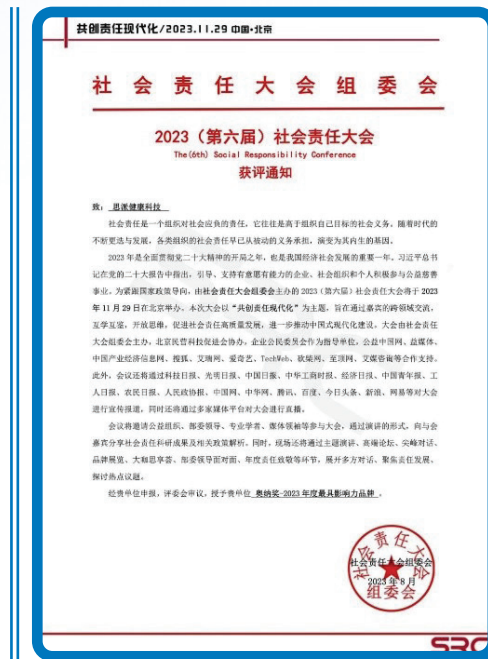 共创责任现代化/2023.11.29 中国·北京
社会责任大会组委会
2023（第六届）社会责任大会
The(6th) Social Responsibility Conference
获评通知
致：思派健康科技
社会责任是一个组织对社会应负的责任，它往往是高于组织自己目标的社会义务。随着时代的
不断更迭与发展，各类组织的社会责任早已从被动的义务承担，演变为其内生的基因。
2023 年是全面贯彻党二十大精神的开局之年，也是我国经济社会发展的重要一年。习近平总书
记在党的二十大报告中指出，引导、支持有意愿有能力的企业、社会组织和个人积极参与公益慈善
事业。为紧跟国家政策导向，由社会责任大会组委会主办的 2023（第六届）社会责任大会将于 2023
年 11 月 29 日在北京举办。本次大会以“共创责任现代化”为主题，旨在通过嘉宾的跨领域交流，
互学互鉴，开放思维，促进社会责任高质量发展，进一步推动中国式现代化建设。大会由社会责任
大会组委会主办，北京民营科技促进会协办，企业公民委员会作为指导单位，公益中国网、益媒体、
中国产业经济信息网、搜狐、艾瑞网、爱奇艺、TechWeb、砍柴网、至顶网、艾媒咨询等合作支持。
此外，会议还将通过科技日报、光明日报、中国日报、中华工商时报、经济日报、中国青年报、工
人日报、农民日报、人民政协报、中国网、中华网、腾讯、百度、今日头条、新浪、网易等对大会
进行宣传报道，同时还将通过多家媒体平台对大会进行直播。
会议将邀请公益组织、部委领导、专业学者、媒体领袖等参与大会，通过演讲的形式，向与会
嘉宾分享社会责任科研成果及相关政策解析。同时，现场还将通过主题演讲、高端论坛、尖峰对话、
品牌展览、大咖思享荟、部委领导面对面、年度责任致敬等环节，展开多方对话、聚焦责任发展、
探讨热点议题。
经贵单位申报，评委会审议，授予贵单位 奥纳奖-2023 年度最具影响力品牌 。
社会责任大会组委会
2023 年 8 月
社会责任大会
组委会
SRC